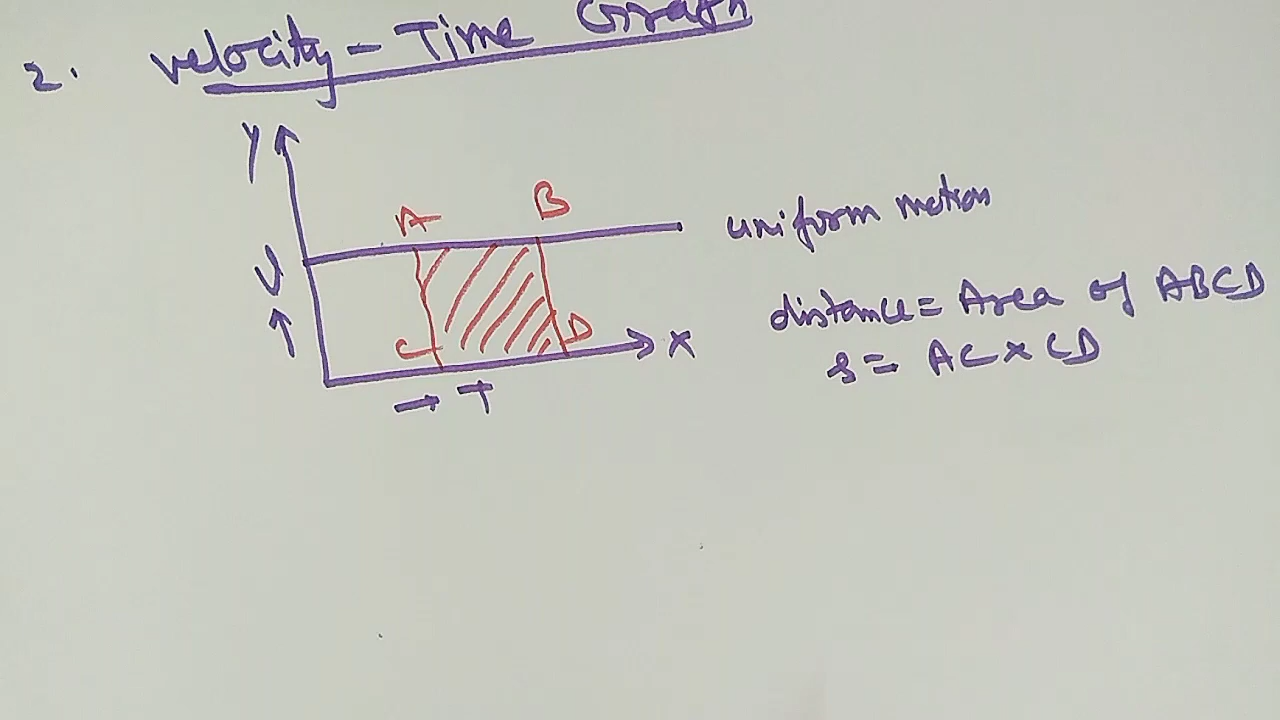 2. Velocity - Time Graph
Y
A
B
uniform motion
V
distance = Area of ABCD
C
D
X
s = AC X CD
→ T